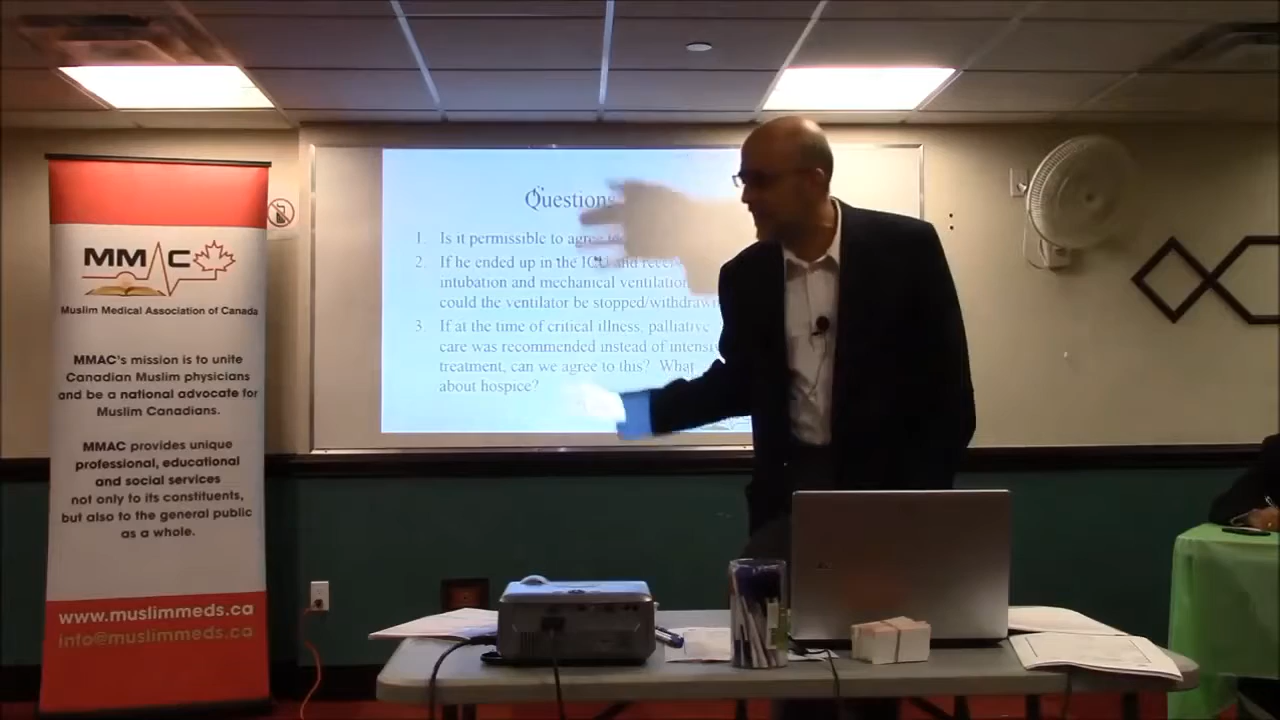 MMAC
Muslim Medical Association of Canada
MMAC's mission is to unite
Canadian Muslim physicians
and be a national advocate for
Muslim Canadians.
MMAC provides unique
professional, educational
and social services
not only to its constituents,
but also to the general public
as a whole.
www.muslimmeds.ca
info@muslimmeds.ca
Questions
1. Is it permissible to agree to
2. If he ended up in the ICU and
intubation and mechanical ventilation
could the ventilator be stopped/withdrawn
3. If at the time of critical illness, palliative
care was recommended instead of intensive
treatment, can we agree to this? What
about hospice?